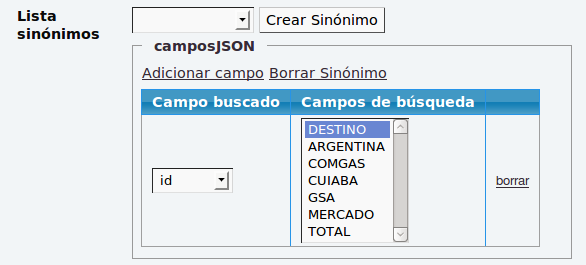 Lista sinónimos
Crear Sinónimo
camposJSON
Adicionar campo Borrar Sinónimo
Campo buscado Campos de búsqueda
id
DESTINO
ARGENTINA
COMGAS
CUIABA
GSA
MERCADO
TOTAL
borrar